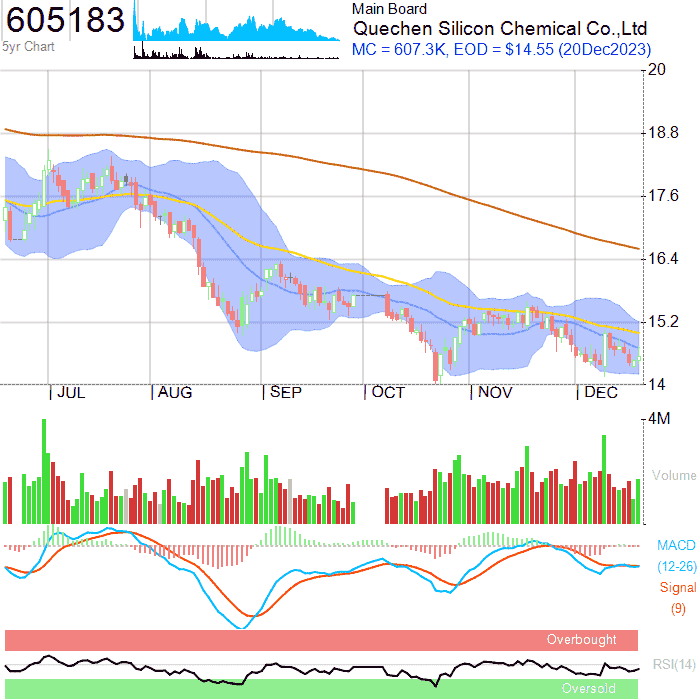 605183
5yr Chart
Main Board
Quechen Silicon Chemical Co.,Ltd
MC = 607.3K, EOD = $14.55 (20Dec2023)
20
18.8
17.6
16.4
15.2
14
JUL AUG SEP OCT NOV DEC
4M
Volume
MACD
(12-26)
Signal
(9)
Overbought
RSI(14)
Oversold